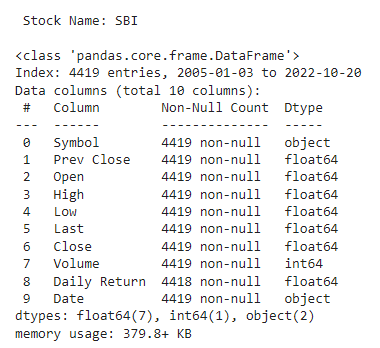 Stock Name: SBI
<class 'pandas.core.frame.DataFrame'>
Index: 4419 entries, 2005-01-03 to 2022-10-20
Data columns (total 10 columns):
 #   Column        Non-Null Count  Dtype
---  ------        --------------  -----
 0   Symbol        4419 non-null   object
 1   Prev Close    4419 non-null   float64
 2   Open          4419 non-null   float64
 3   High          4419 non-null   float64
 4   Low           4419 non-null   float64
 5   Last          4419 non-null   float64
 6   Close         4419 non-null   float64
 7   Volume        4419 non-null   int64
 8   Daily Return  4418 non-null   float64
 9   Date          4419 non-null   object
dtypes: float64(7), int64(1), object(2)
memory usage: 379.8+ KB